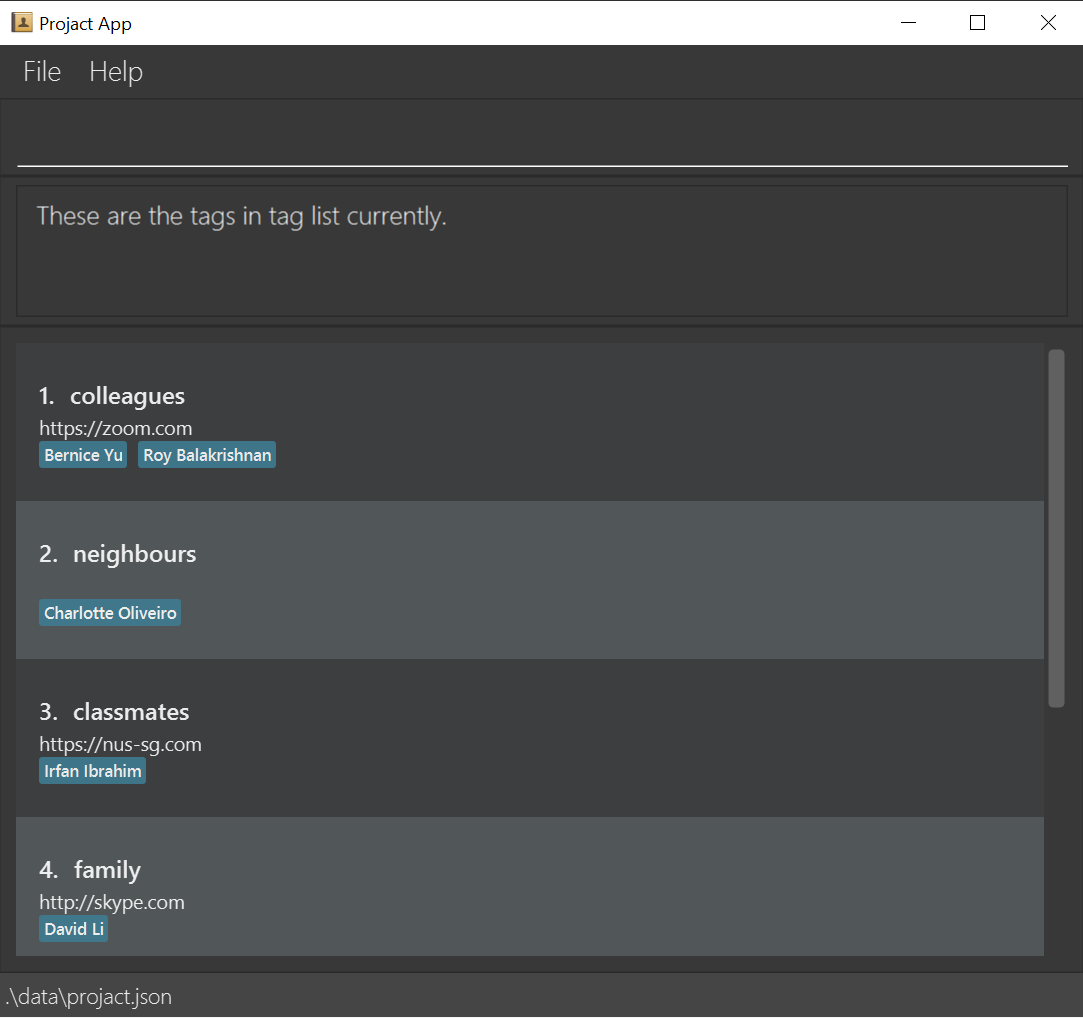 Projact App
File Help
These are the tags in tag list currently.
1. colleagues
https://zoom.com
Bernice Yu Roy Balakrishnan
2. neighbours
Charlotte Oliveiro
3. classmates
https://nus-sg.com
Irfan Ibrahim
4. family
http://skype.com
David Li
.\data\projact.json